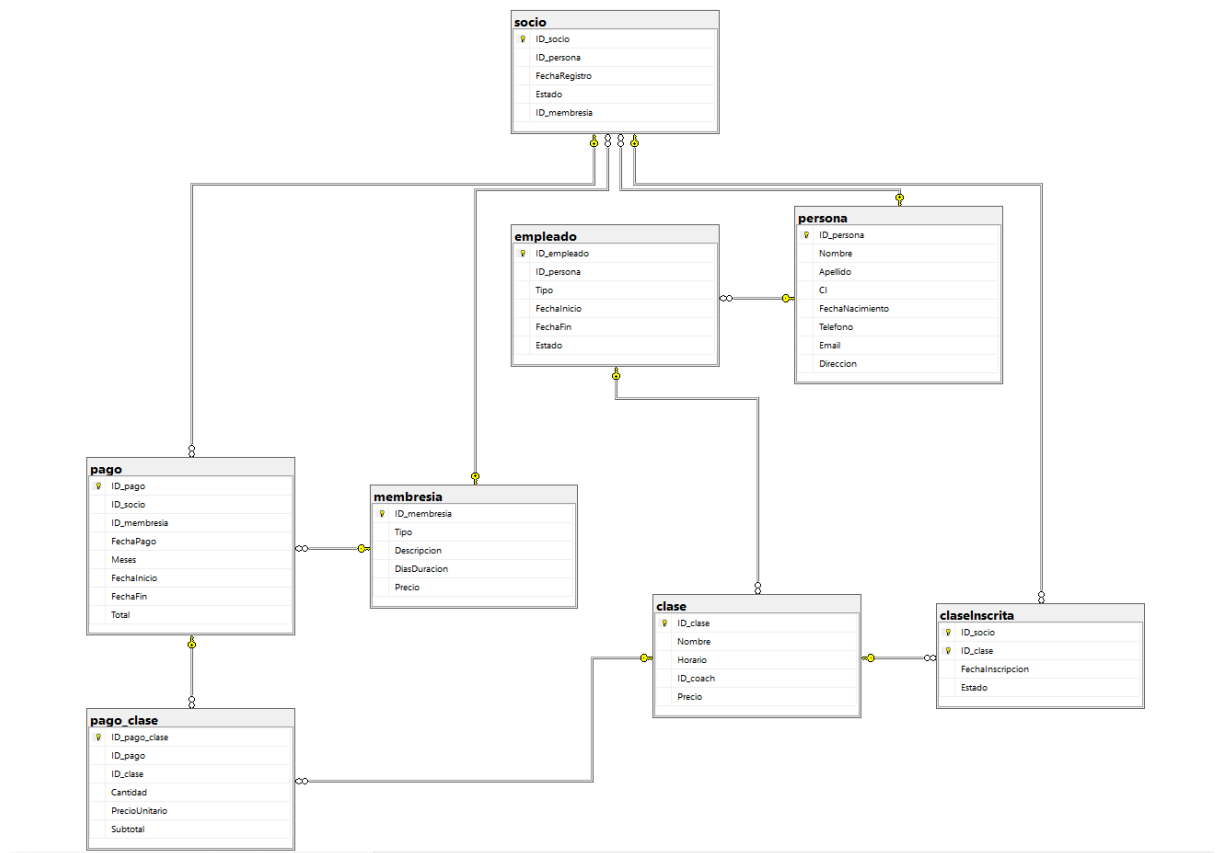 socio
ID_socio
ID_persona
FechaRegistro
Estado
ID_membresia
empleado
ID_empleado
ID_persona
Tipo
FechaInicio
FechaFin
Estado
persona
ID_persona
Nombre
Apellido
CI
FechaNacimiento
Telefono
Email
Direccion
pago
ID_pago
ID_socio
ID_membresia
FechaPago
Meses
FechaInicio
FechaFin
Total
membresia
ID_membresia
Tipo
Descripcion
DiasDuracion
Precio
clase
ID_clase
Nombre
Horario
ID_coach
Precio
claseInscrita
ID_socio
ID_clase
FechaInscripcion
Estado
pago_clase
ID_pago_clase
ID_pago
ID_clase
Cantidad
PrecioUnitario
Subtotal